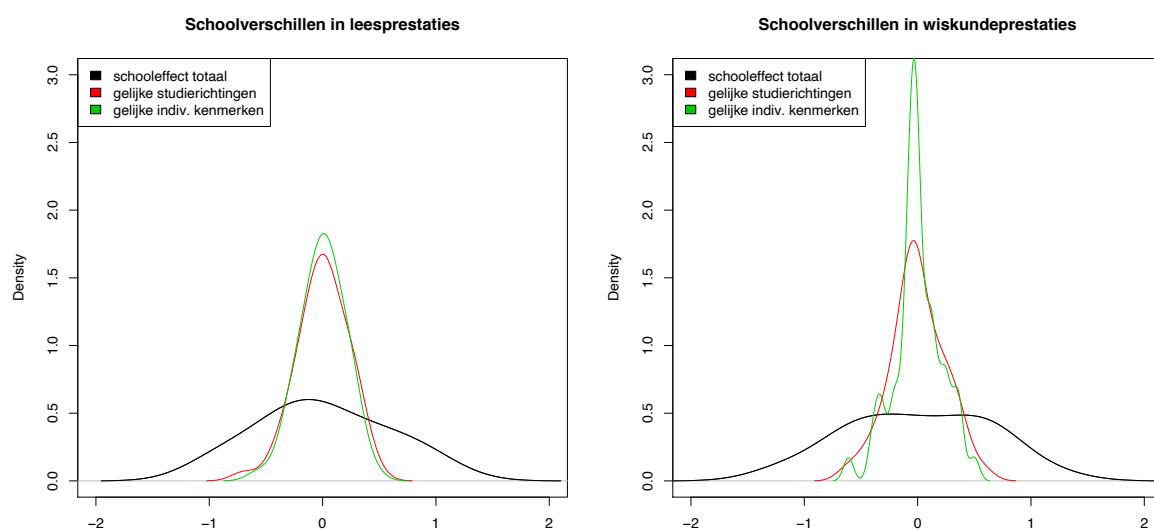 Schoolverschillen in leesprestaties
schooleffect totaal
gelijke studierichtingen
gelijke indiv. kenmerken
Density
3.0
2.5
2.0
1.5
1.0
0.5
0.0
−2
−1
0
1
2
Schoolverschillen in wiskundeprestaties
schooleffect totaal
gelijke studierichtingen
gelijke indiv. kenmerken
Density
3.0
2.5
2.0
1.5
1.0
0.5
0.0
−2
−1
0
1
2